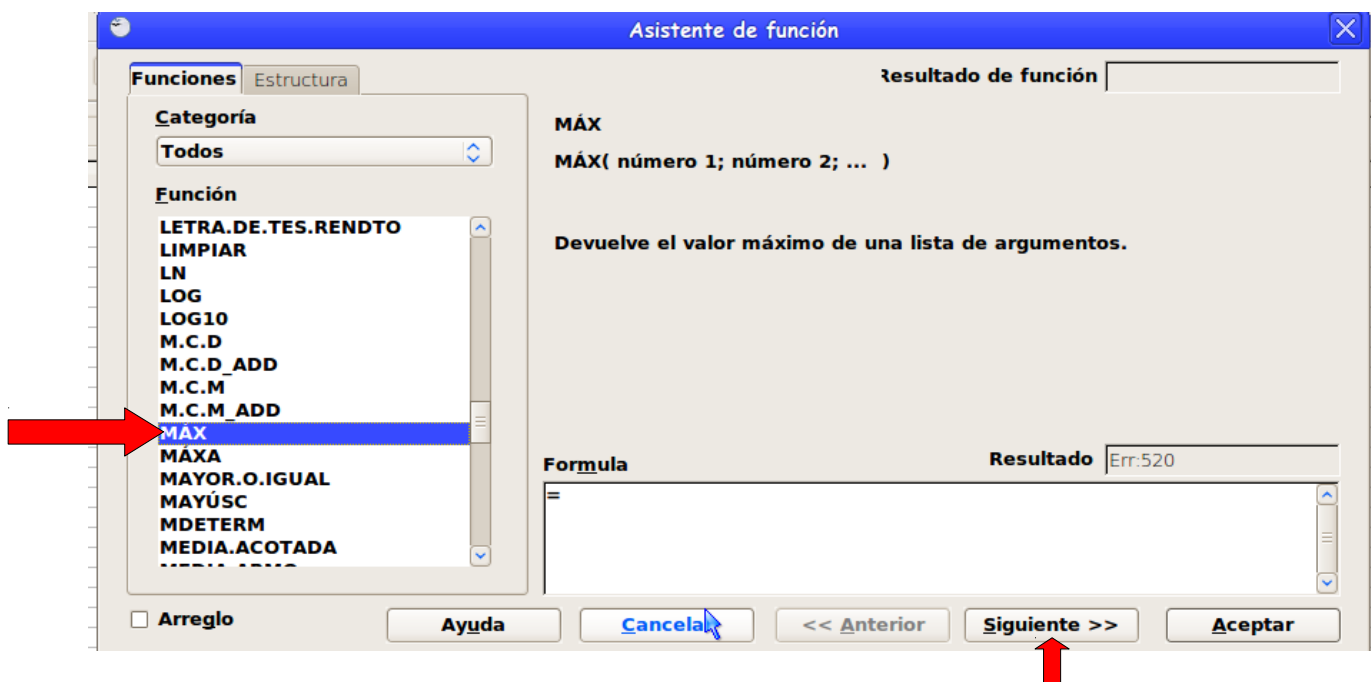 Asistente de función
Funciones
Estructura
Resultado de función
Categoría
Todos
Función
LETRA.DE.TES.RENDTO
LIMPIAR
LN
LOG
LOG10
M.C.D
M.C.D_ADD
M.C.M
M.C.M_ADD
MÁX
MÁXA
MAYOR.O.IGUAL
MAYÚSC
MDETERM
MEDIA.ACOTADA
MÁX
MÁX( número 1; número 2; ... )
Devuelve el valor máximo de una lista de argumentos.
Formula
Resultado
Err:520
=
Arreglo
Ayuda
Cancelar
<< Anterior
Siguiente >>
Aceptar